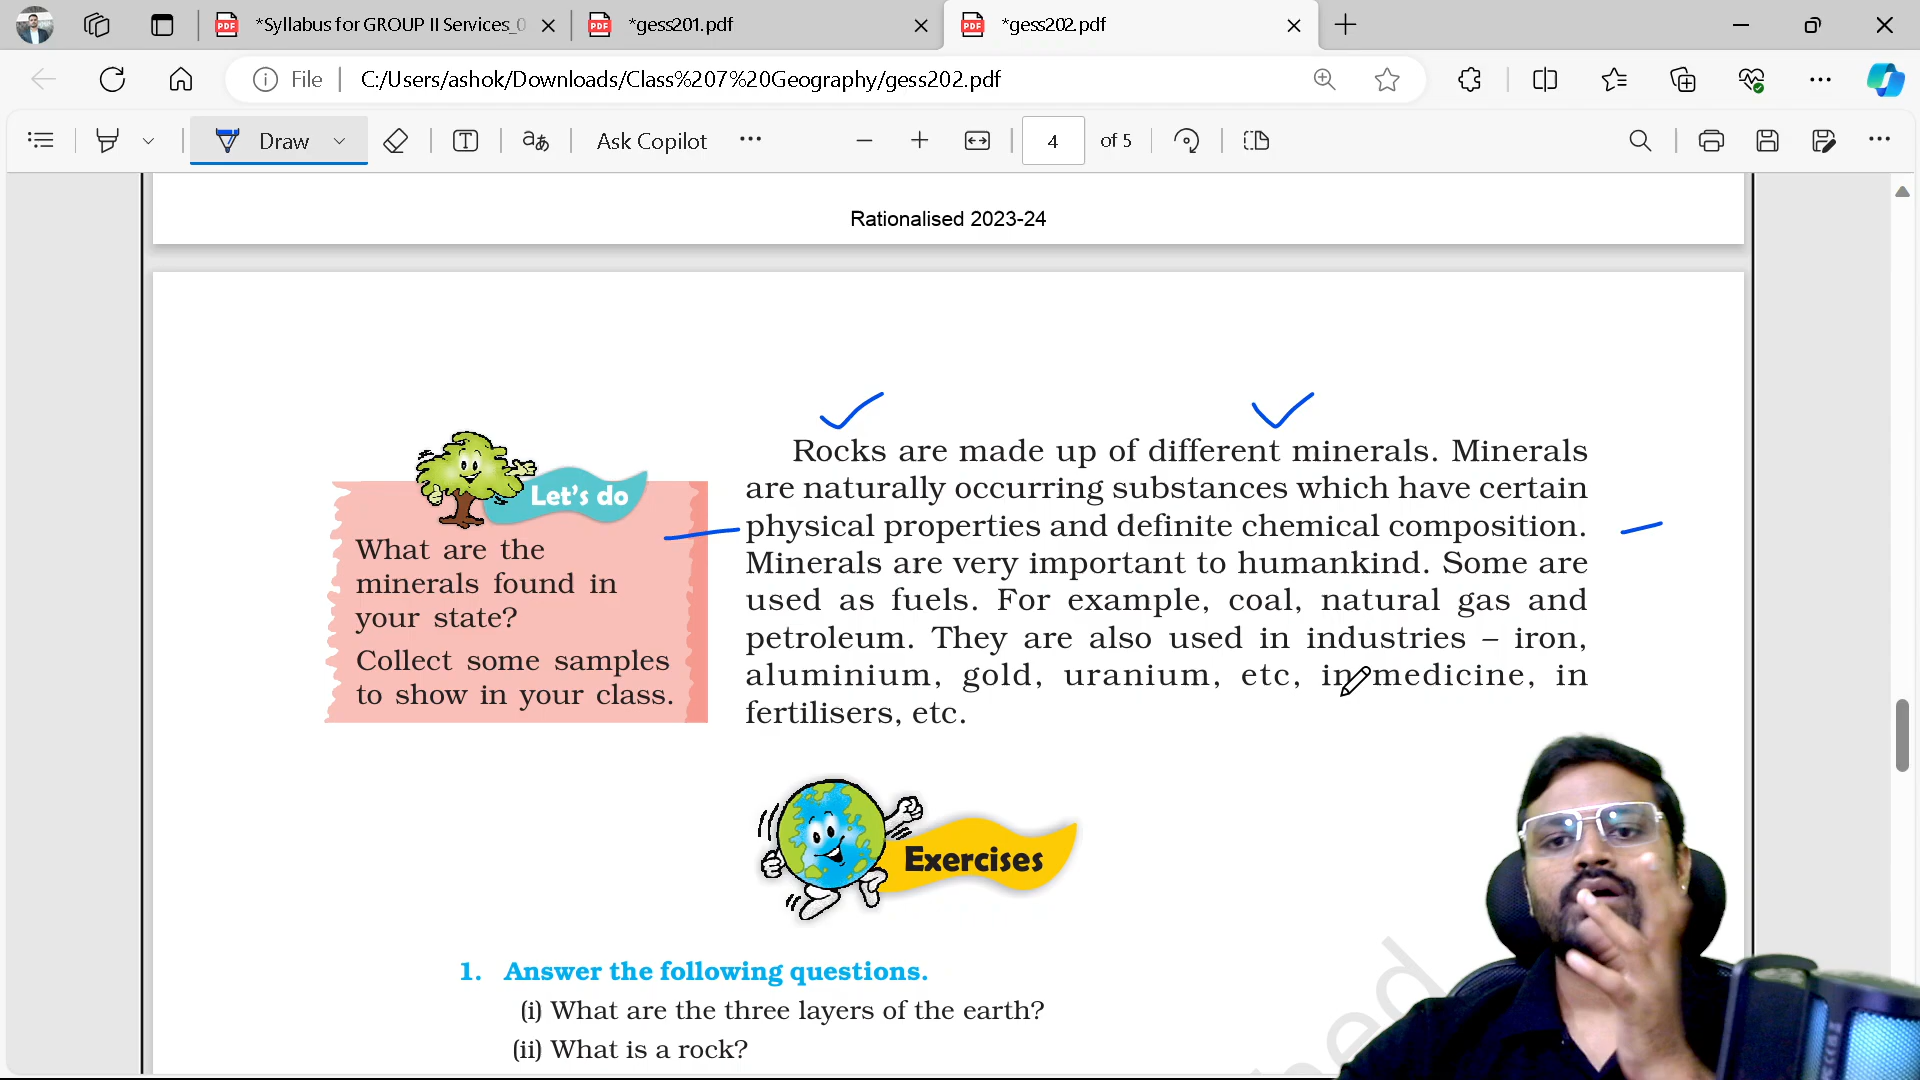 *Syllabus for GROUP II Services_0
*gess201.pdf
*gess202.pdf
File
C:/Users/ashok/Downloads/Class%207%20Geography/gess202.pdf
Draw
Ask Copilot
4 of 5
Rationalised 2023-24
Let's do
What are the
minerals found in
your state?
Collect some samples
to show in your class.
Rocks are made up of different minerals. Minerals
are naturally occurring substances which have certain
physical properties and definite chemical composition.
Minerals are very important to humankind. Some are
used as fuels. For example, coal, natural gas and
petroleum. They are also used in industries – iron,
aluminium, gold, uranium, etc, in medicine, in
fertilisers, etc.
Exercises
1. Answer the following questions.
(i) What are the three layers of the earth?
(ii) What is a rock?